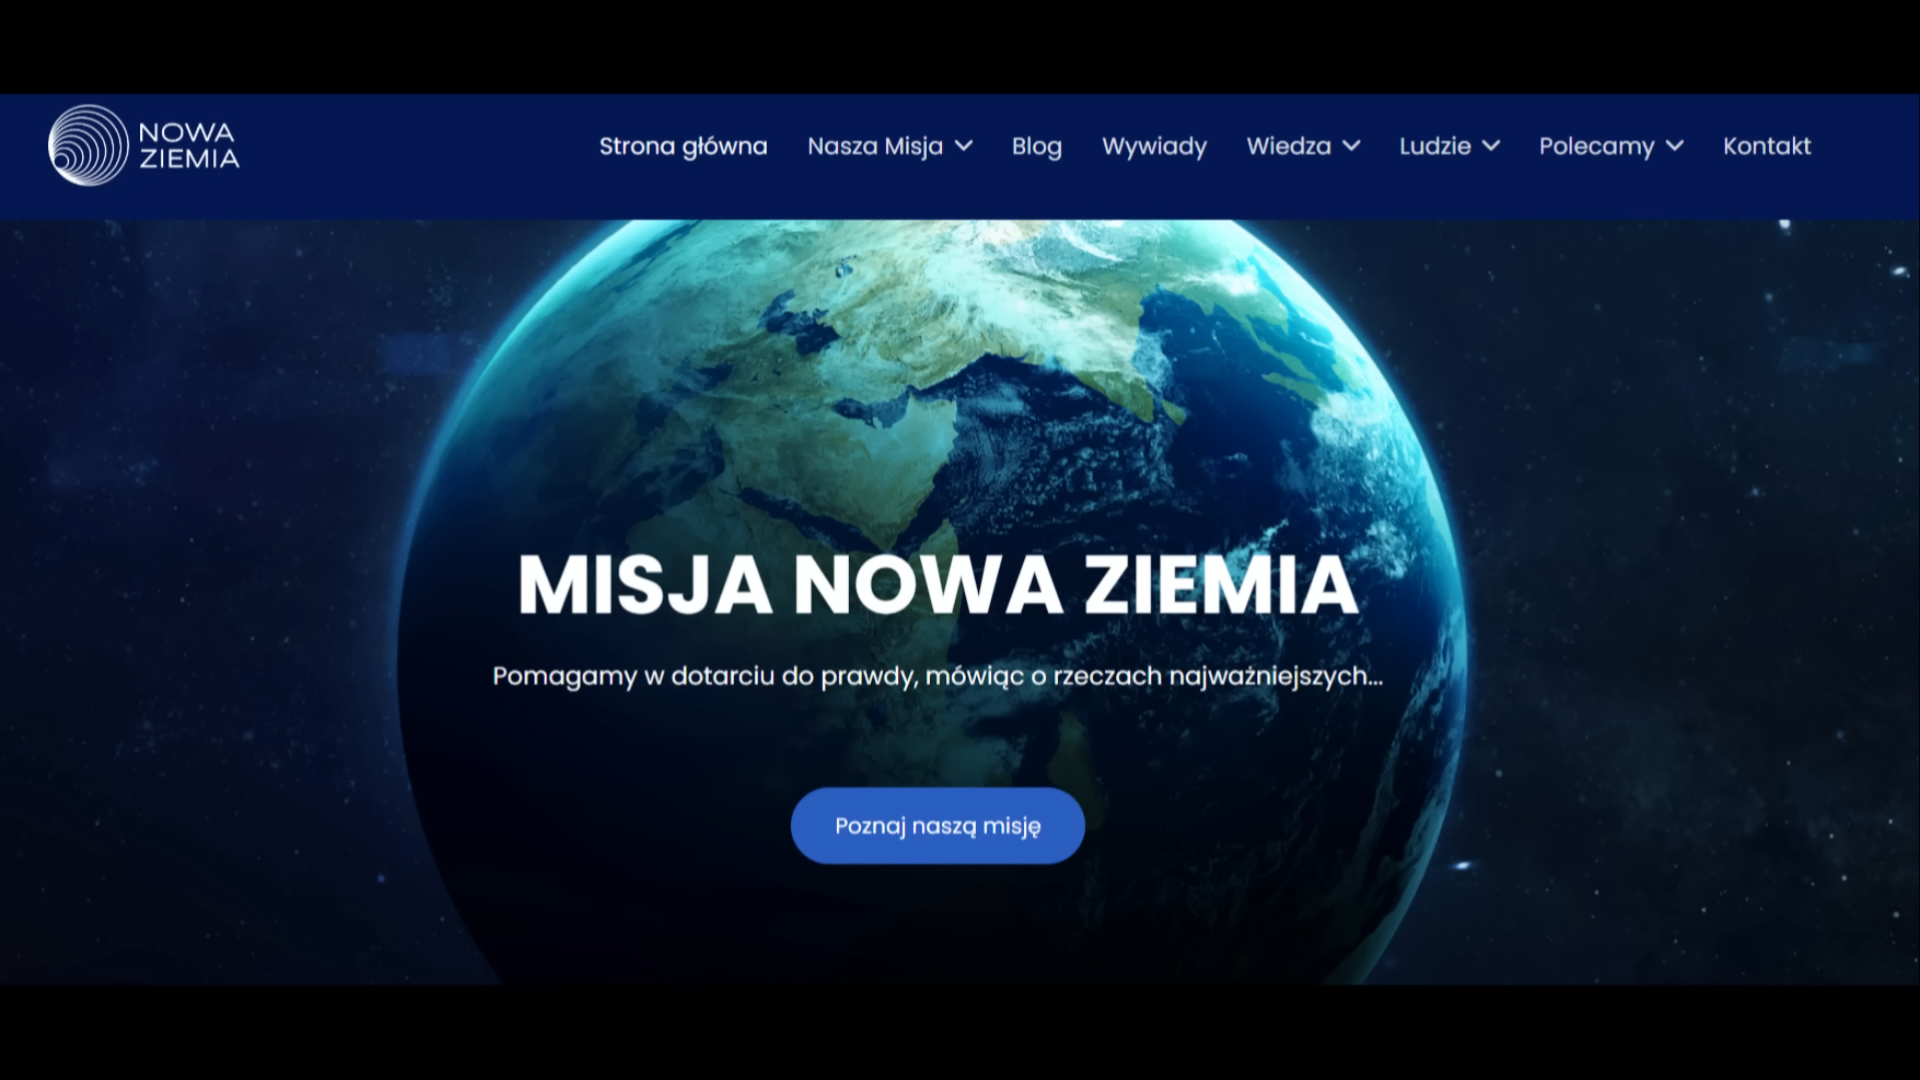 NOWA
ZIEMIA
Strona główna Nasza Misja Blog Wywiady Wiedza Ludzie Polecamy Kontakt
MISJA NOWA ZIEMIA
Pomagamy w dotarciu do prawdy, mówiąc o rzeczach najważniejszych...
Poznaj naszą misję